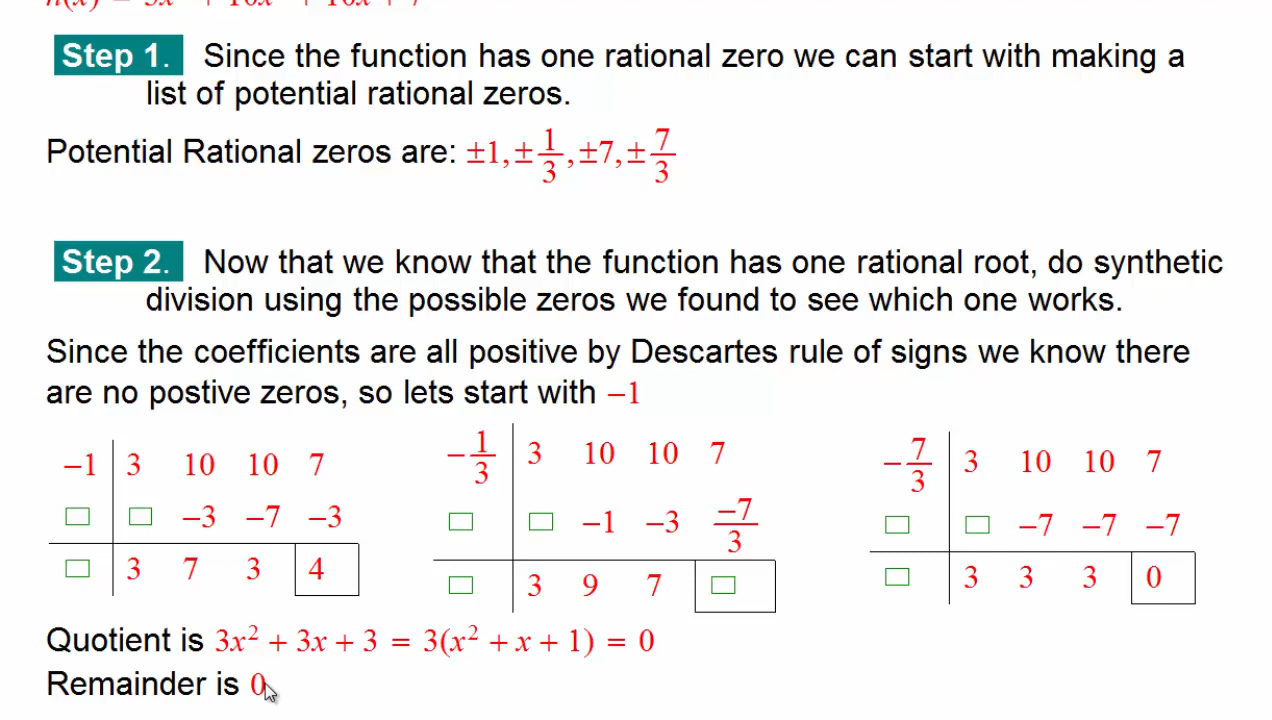 h(x) = 3x³ + 10x² + 10x + 7
Step 1. Since the function has one rational zero we can start with making a
list of potential rational zeros.
Potential Rational zeros are: ±1, ±1/3, ±7, ±7/3
Step 2. Now that we know that the function has one rational root, do synthetic
division using the possible zeros we found to see which one works.
Since the coefficients are all positive by Descartes rule of signs we know there
are no postive zeros, so lets start with −1
−1 3 10 10 7
−3 −7 −3
3 7 3 4
−1/3 3 10 10 7
−1 −3 −7/3
3 9 7
−7/3 3 10 10 7
−7 −7 −7
3 3 3 0
Quotient is 3x² + 3x + 3 = 3(x² + x + 1) = 0
Remainder is 0